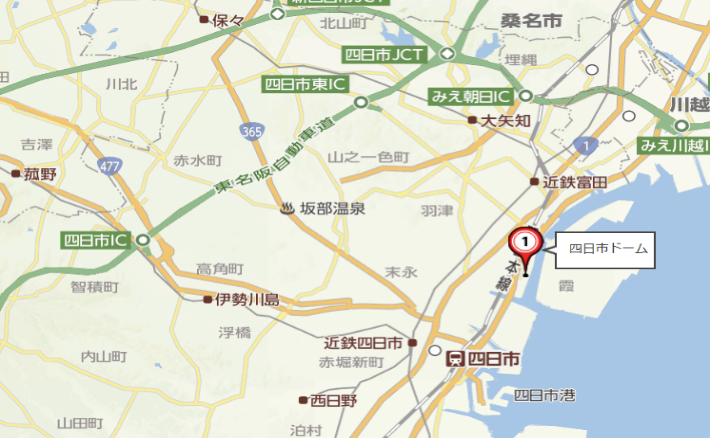 新四日市JCT
保々
北山町
桑名市
四日市JCT
埋縄
川北
四日市東IC
みえ朝日IC
川越
大矢知
365
東名阪自動車道
1
みえ川越I
吉澤
477
赤水町
山之一色町
菰野
近鉄富田
坂部温泉
羽津
四日市IC
1
四日市ドーム
高角町
末永
本線
智積町
霞
伊勢川島
浮橋
近鉄四日市
内山町
赤堀新町
四日市
西日野
四日市港
山田町
泊村